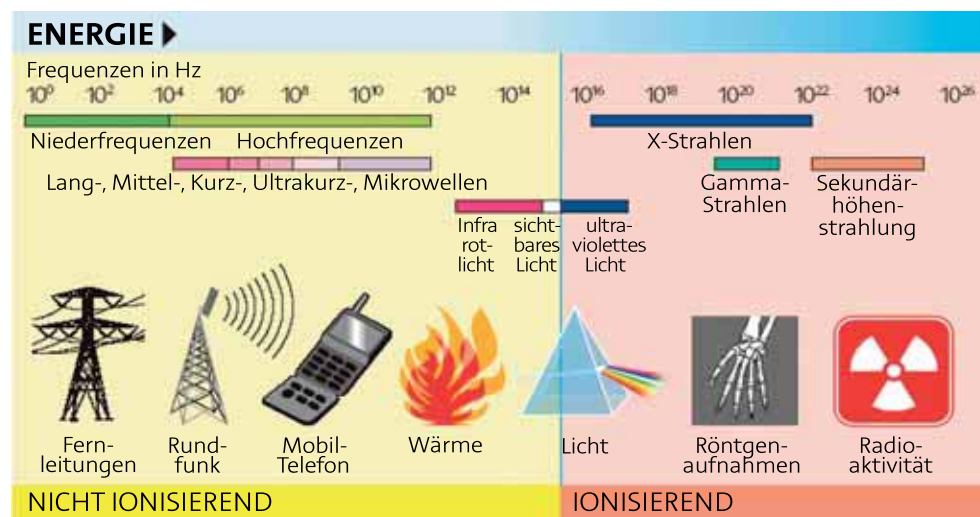 ENERGIE
Frequenzen in Hz
10⁰ 10² 10⁴ 10⁶ 10⁸ 10¹⁰ 10¹² 10¹⁴ 10¹⁶ 10¹⁸ 10²⁰ 10²² 10²⁴ 10²⁶
Niederfrequenzen Hochfrequenzen
X-Strahlen
Lang-, Mittel-, Kurz-, Ultrakurz-, Mikrowellen
Gamma-
Strahlen
Sekundär-
höhen-
strahlung
Infra
rot-
licht
sicht-
bares
Licht
ultra-
violettes
Licht
Fern-
leitungen
Rund-
funk
Mobil-
Telefon
Wärme
Licht
Röntgen-
aufnahmen
Radio-
aktivität
NICHT IONISIEREND
IONISIEREND